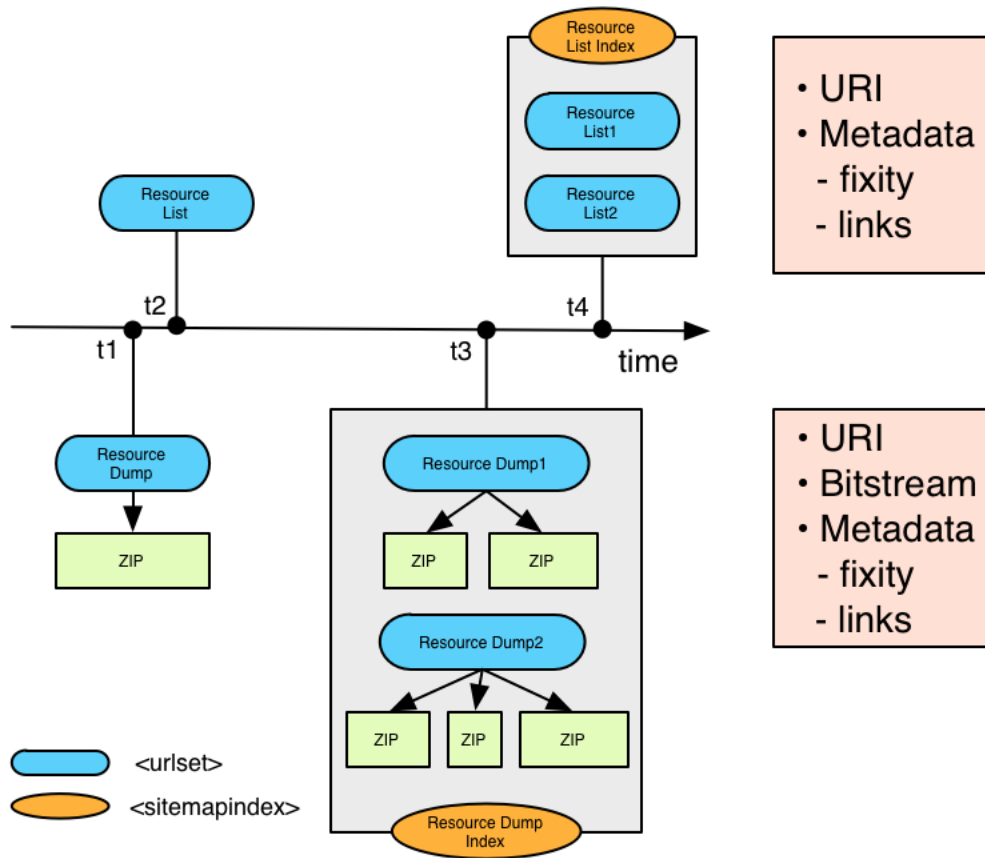 Resource
List Index
Resource
List1
Resource
List2
• URI
• Metadata
- fixity
- links
Resource
List
t2
t4
t1
t3
time
Resource
Dump
ZIP
Resource Dump1
ZIP
ZIP
Resource Dump2
ZIP
ZIP
ZIP
Resource Dump
Index
• URI
• Bitstream
• Metadata
- fixity
- links
<urlset>
<sitemapindex>